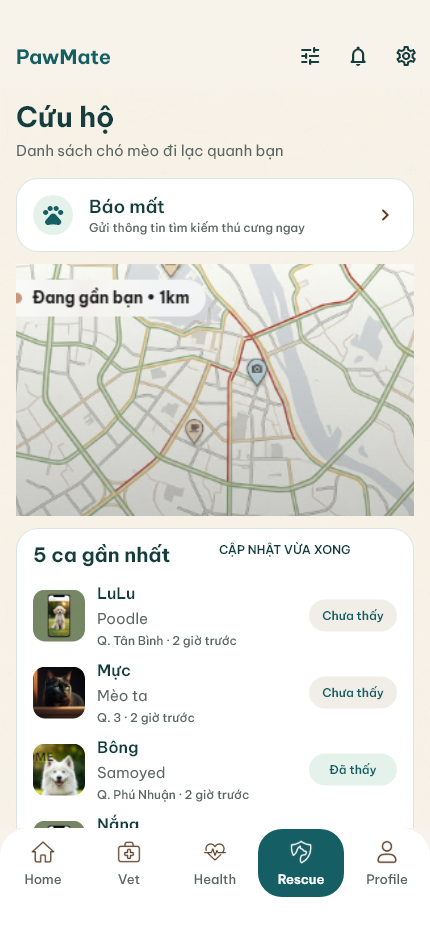 PawMate
Cứu hộ
Danh sách chó mèo đi lạc quanh bạn
Báo mất
Gửi thông tin tìm kiếm thú cưng ngay
Đang gần bạn • 1km
5 ca gần nhất
CẬP NHẬT VỪA XONG
LuLu
Poodle
Q. Tân Bình · 2 giờ trước
Chưa thấy
Mực
Mèo ta
Q. 3 · 2 giờ trước
Chưa thấy
ME
Bông
Samoyed
Q. Phú Nhuận · 2 giờ trước
Đã thấy
Nắng
Home
Vet
Health
Rescue
Profile